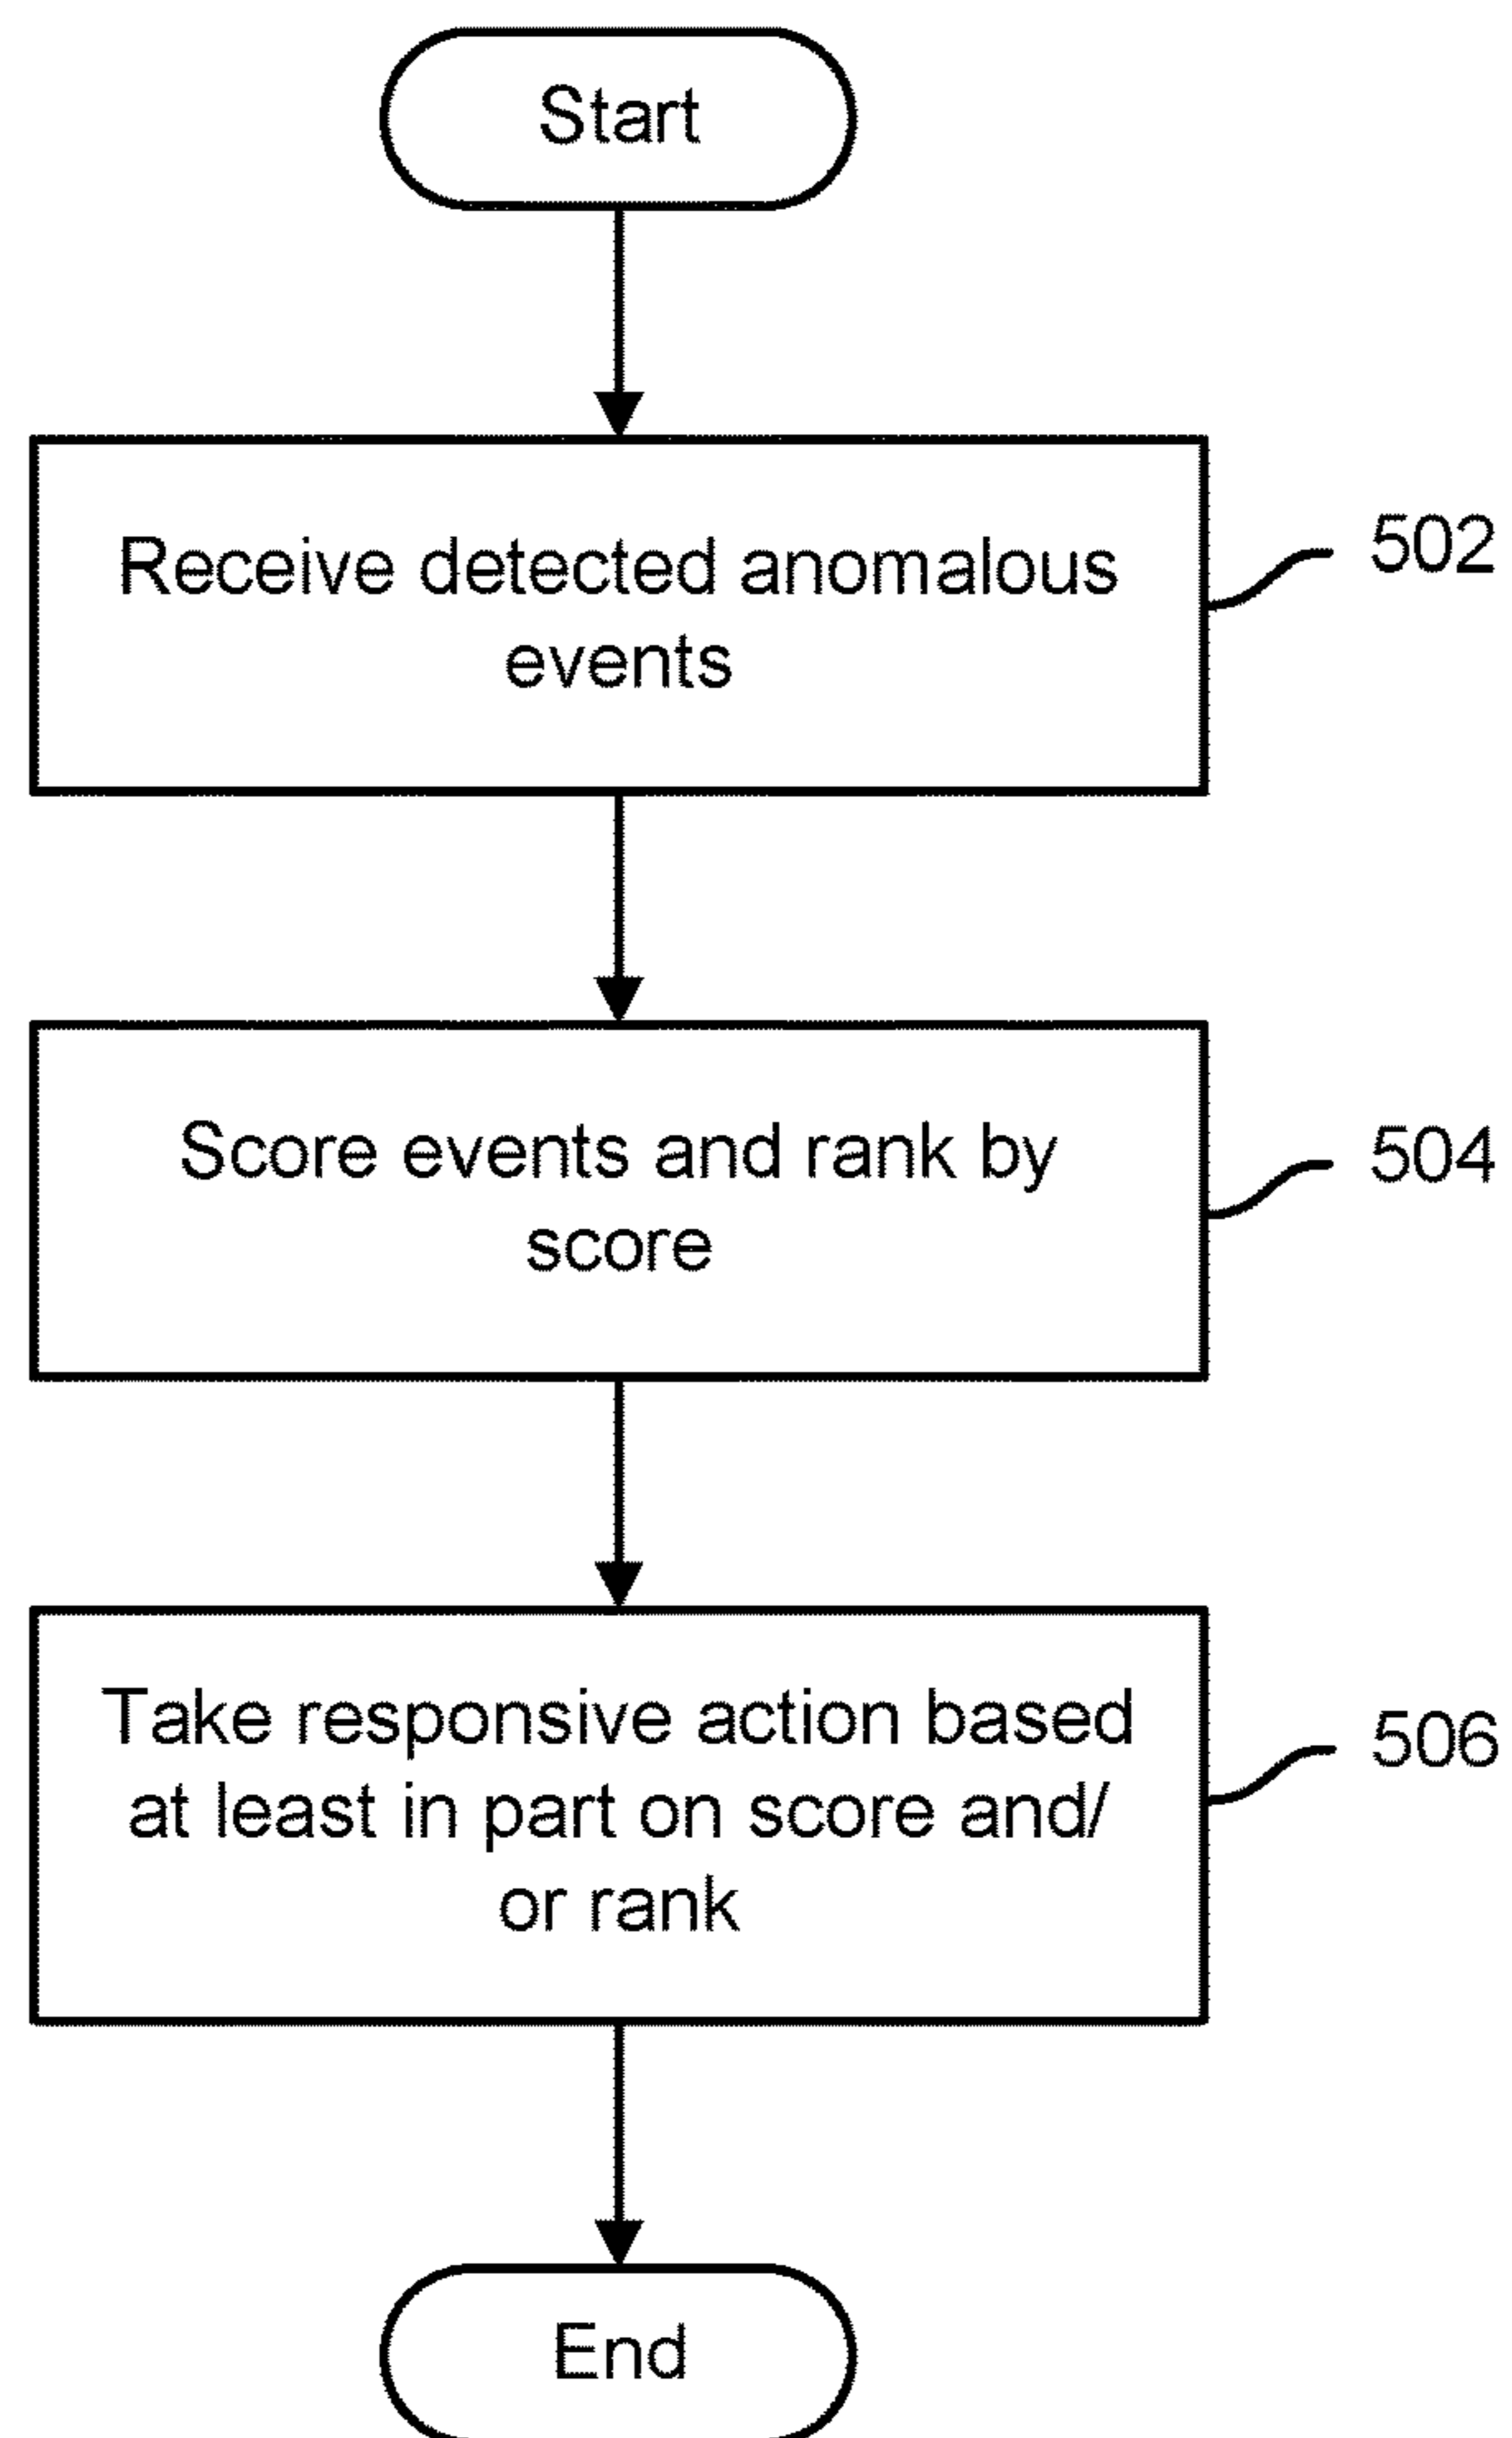 Start
Receive detected anomalous
events
502
Score events and rank by
score
504
Take responsive action based
at least in part on score and/
or rank
506
End